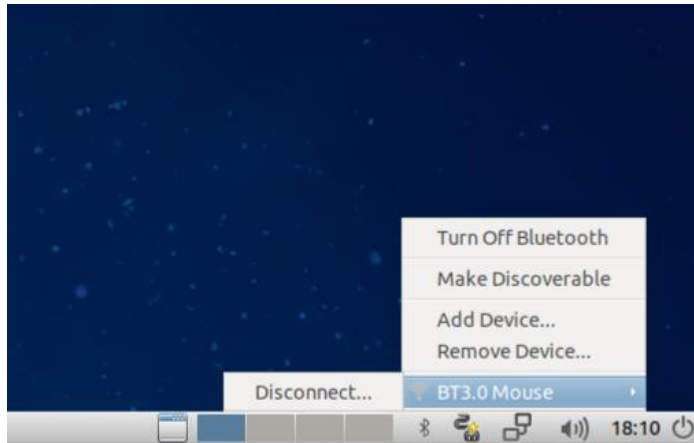 Turn Off Bluetooth
Make Discoverable
Add Device...
Remove Device...
Disconnect...
BT3.0 Mouse
18:10